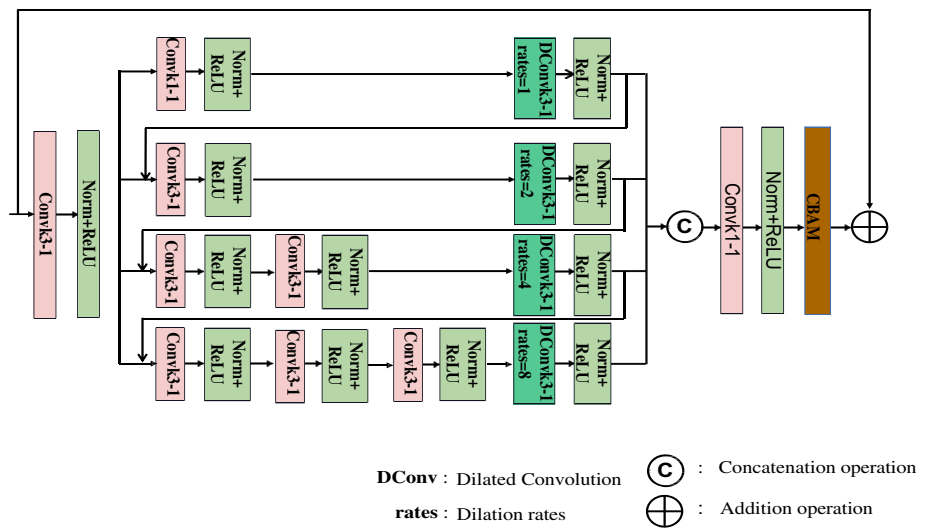 Convk3-1
Norm+ReLU
Convk1-1
Norm+
ReLU
DConvk3-1
rates=1
Norm+
ReLU
Convk3-1
Norm+
ReLU
DConvk3-1
rates=2
Norm+
ReLU
Convk3-1
Norm+
ReLU
Convk3-1
Norm+
ReLU
DConvk3-1
rates=4
Norm+
ReLU
Convk3-1
Norm+
ReLU
Convk3-1
Norm+
ReLU
Convk3-1
Norm+
ReLU
DConvk3-1
rates=8
Norm+
ReLU
C
Convk1-1
Norm+ReLU
CBAM
DConv : Dilated Convolution
rates : Dilation rates
C : Concatenation operation
: Addition operation